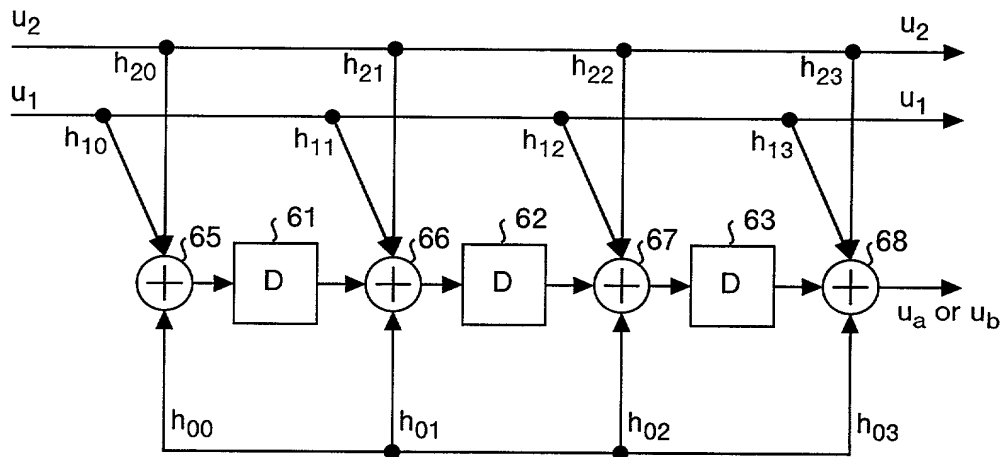 u2 u2
h20 h21 h22 h23
u1 u1
h10 h11 h12 h13
65 61 66 62 67 63 68
D D D
ua or ub
h00 h01 h02 h03